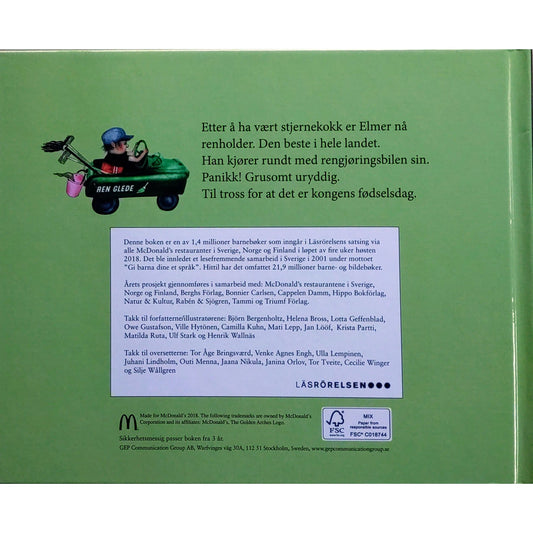 Etter å ha vært stjernekokk er Elmer nå
renholder. Den beste i hele landet.
Han kjører rundt med rengjøringsbilen sin.
Panikk! Grusomt uryddig.
Til tross for at det er kongens fødselsdag.
REN GLEDE
Denne boken er en av 1,4 millioner barnebøker som inngår i Läsrörelsens satsing via
alle McDonald's restauranter i Sverige, Norge og Finland i løpet av fire uker høsten
2018. Det ble innledet et lesefremmende samarbeid i Sverige i 2001 under mottoet
"Gi barna dine et språk". Hittil har det omfattet 21,9 millioner barne- og bildebøker.
Årets prosjekt gjennomføres i samarbeid med: McDonald's restaurantene i Sverige,
Norge og Finland, Berghs Förlag, Bonnier Carlsen, Cappelen Damm, Hippo Bokförlag,
Natur & Kultur, Rabén & Sjögren, Tammi og Triumf Förlag.
Takk til forfatterne/illustratørene: Björn Bergenholtz, Helena Bross, Lotta Geffenblad,
Owe Gustafson, Ville Hytönen, Camilla Kuhn, Mati Lepp, Jan Lööf, Krista Partti,
Matilda Ruta, Ulf Stark og Henrik Wallnäs
Takk til oversetterne: Tor Åge Bringsværd, Venke Agnes Engh, Ulla Lempinen,
Juhani Lindholm, Outi Menna, Jaana Nikula, Janina Orlov, Tor Tveite, Cecilie Winger
og Silje Wållgren
LÄSRÖRELSEN
Made for McDonald's 2018. The following trademarks are owned by McDonald's
Corporation and its affiliates: McDonald's, The Golden Arches Logo.
Sikkerhetsmessig passer boken fra 3 år.
GEP Communication Group AB, Warfvinges väg 30A, 112 51 Stockholm, Sweden, www.gepcommunicationgroup.se
FSC
www.fsc.org
MIX
Paper from
responsible sources
FSC® C018744